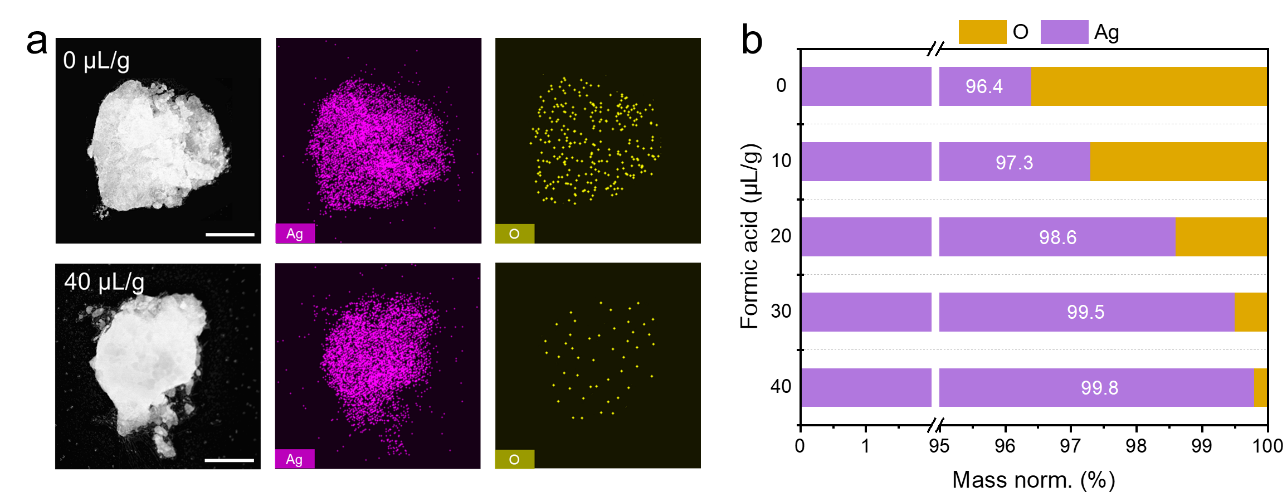 a
0 µL/g
Ag
O
40 µL/g
Ag
O
b
O
Ag
Formic acid (µL/g)
0
96.4
10
97.3
20
98.6
30
99.5
40
99.8
0 1 95 96 97 98 99 100
Mass norm. (%)